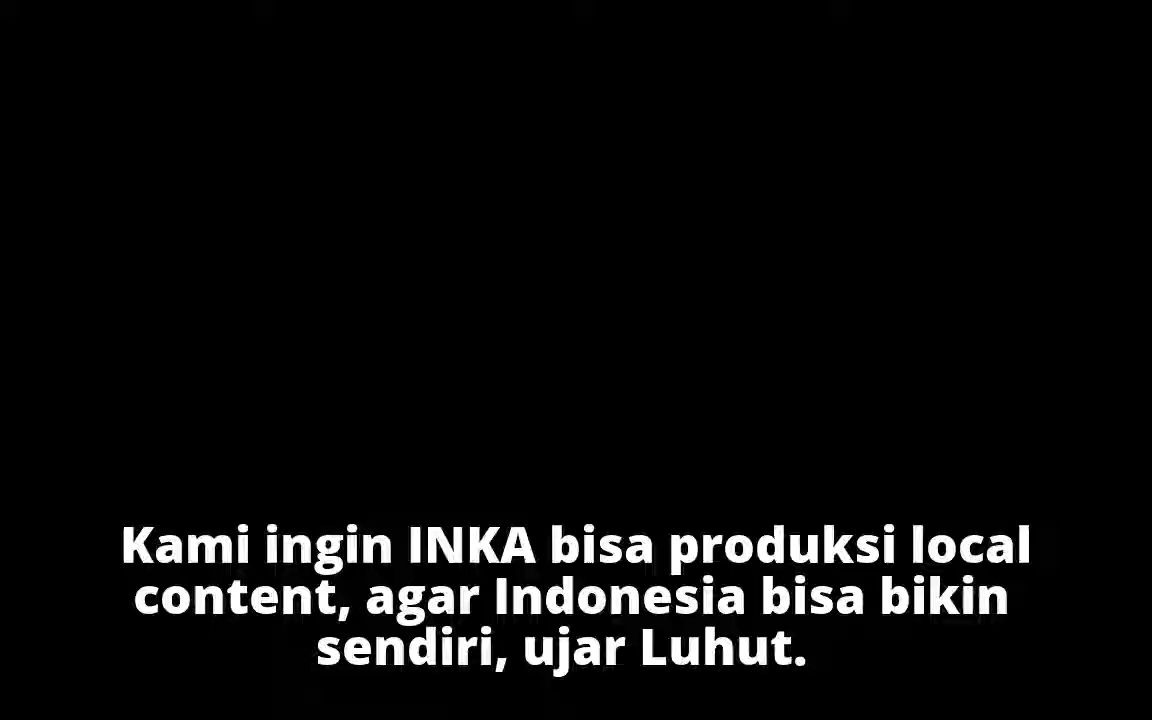 Kami ingin INKA bisa produksi local
content, agar Indonesia bisa bikin
sendiri, ujar Luhut.